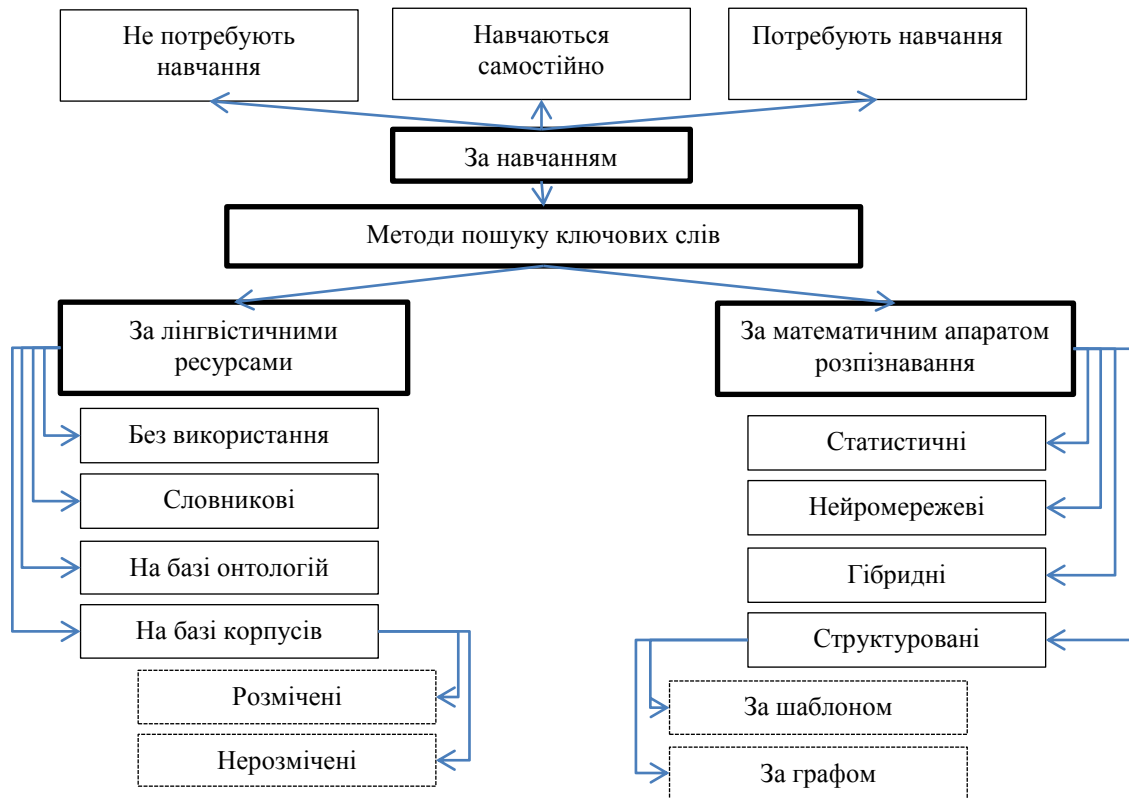 Не потребують
навчання
Навчаються
самостійно
Потребують навчання
За навчанням
Методи пошуку ключових слів
За лінгвістичними
ресурсами
Без використання
Словникові
На базі онтологій
На базі корпусів
Розмічені
Нерозмічені
За математичним апаратом
розпізнавання
Статистичні
Нейромережеві
Гібридні
Структуровані
За шаблоном
За графом